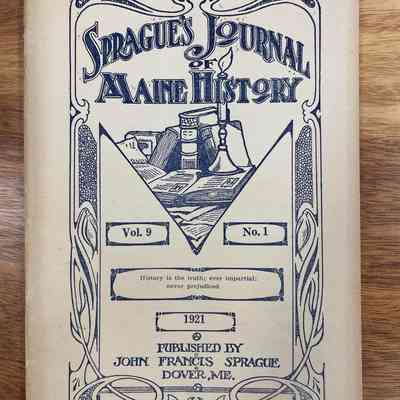 SPRAGUE'S JOURNAL
OF
MAINE HISTORY
Vol. 9
No. 1
History is the truth; ever impartial;
never prejudiced
1921
PUBLISHED BY
JOHN FRANCIS SPRAGUE
DOVER, ME.